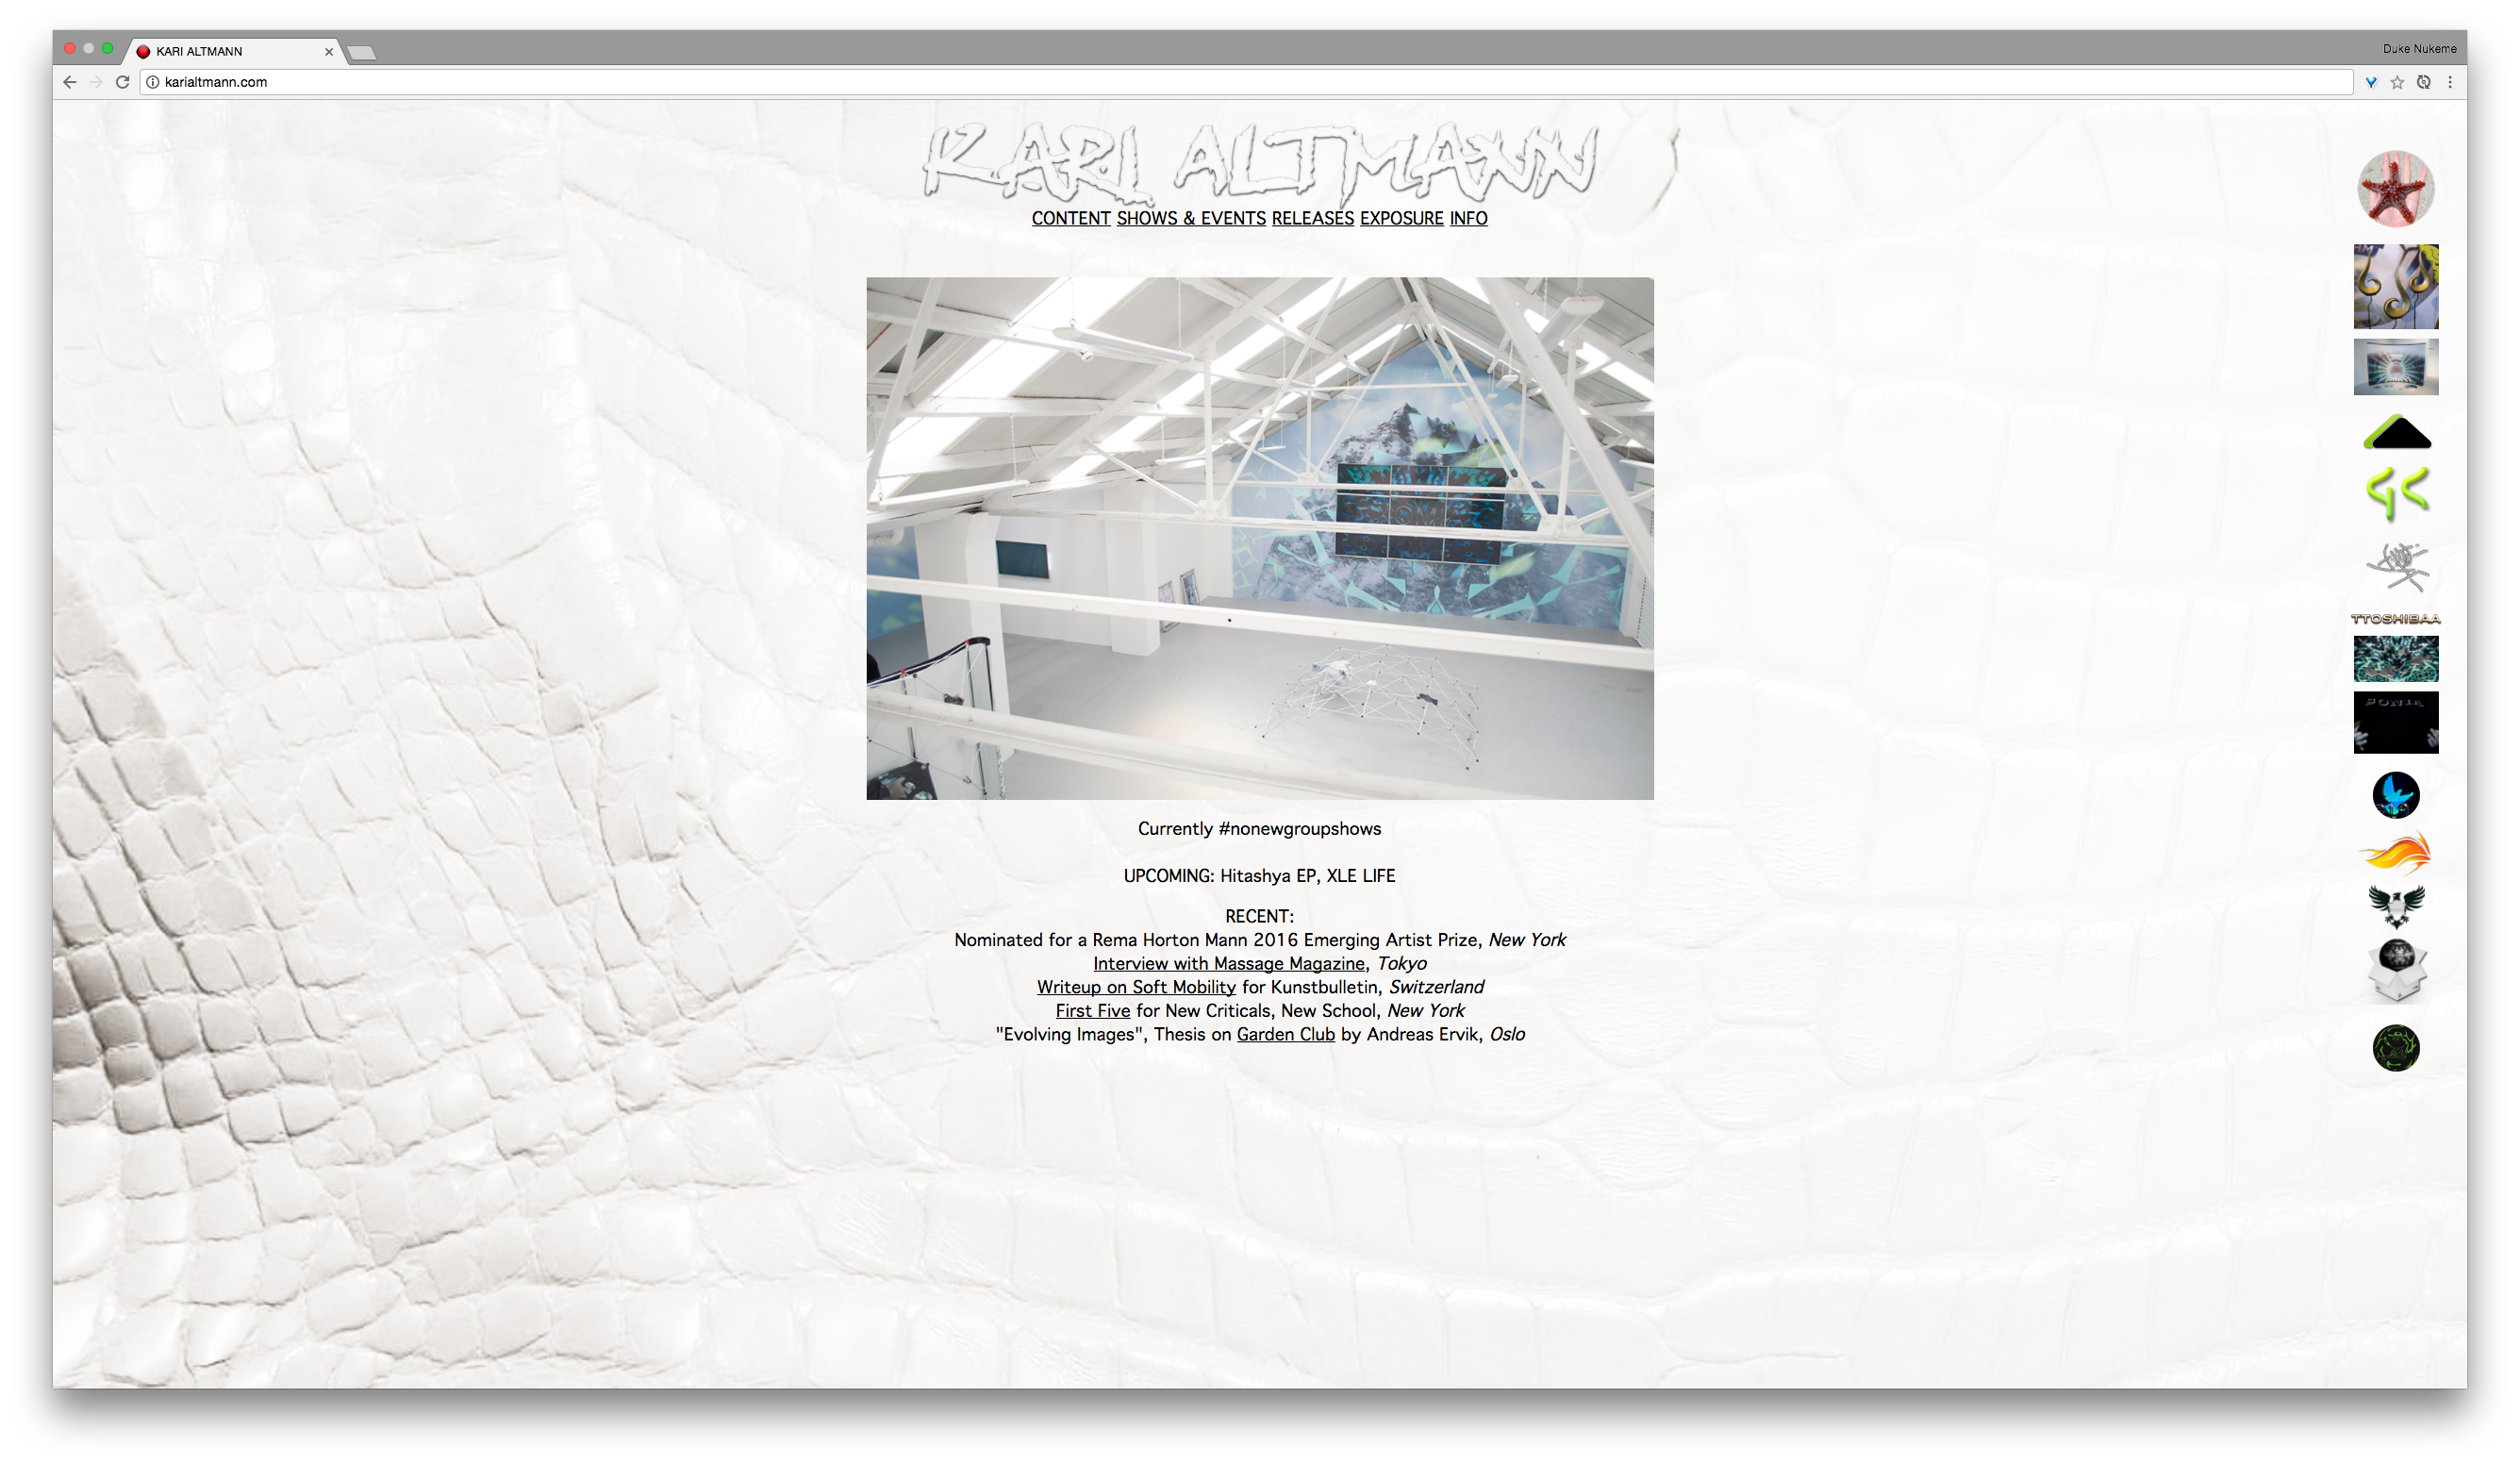 KARI ALTMANN
Duke Nukeme
karialtmann.com
KARI ALTMANN
CONTENT SHOWS & EVENTS RELEASES EXPOSURE INFO
TTOSHIBAA
Currently #nonewgroupshows
UPCOMING: Hitashya EP, XLE LIFE
RECENT:
Nominated for a Rema Horton Mann 2016 Emerging Artist Prize, New York
Interview with Massage Magazine, Tokyo
Writeup on Soft Mobility for Kunstbulletin, Switzerland
First Five for New Criticals, New School, New York
"Evolving Images", Thesis on Garden Club by Andreas Ervik, Oslo